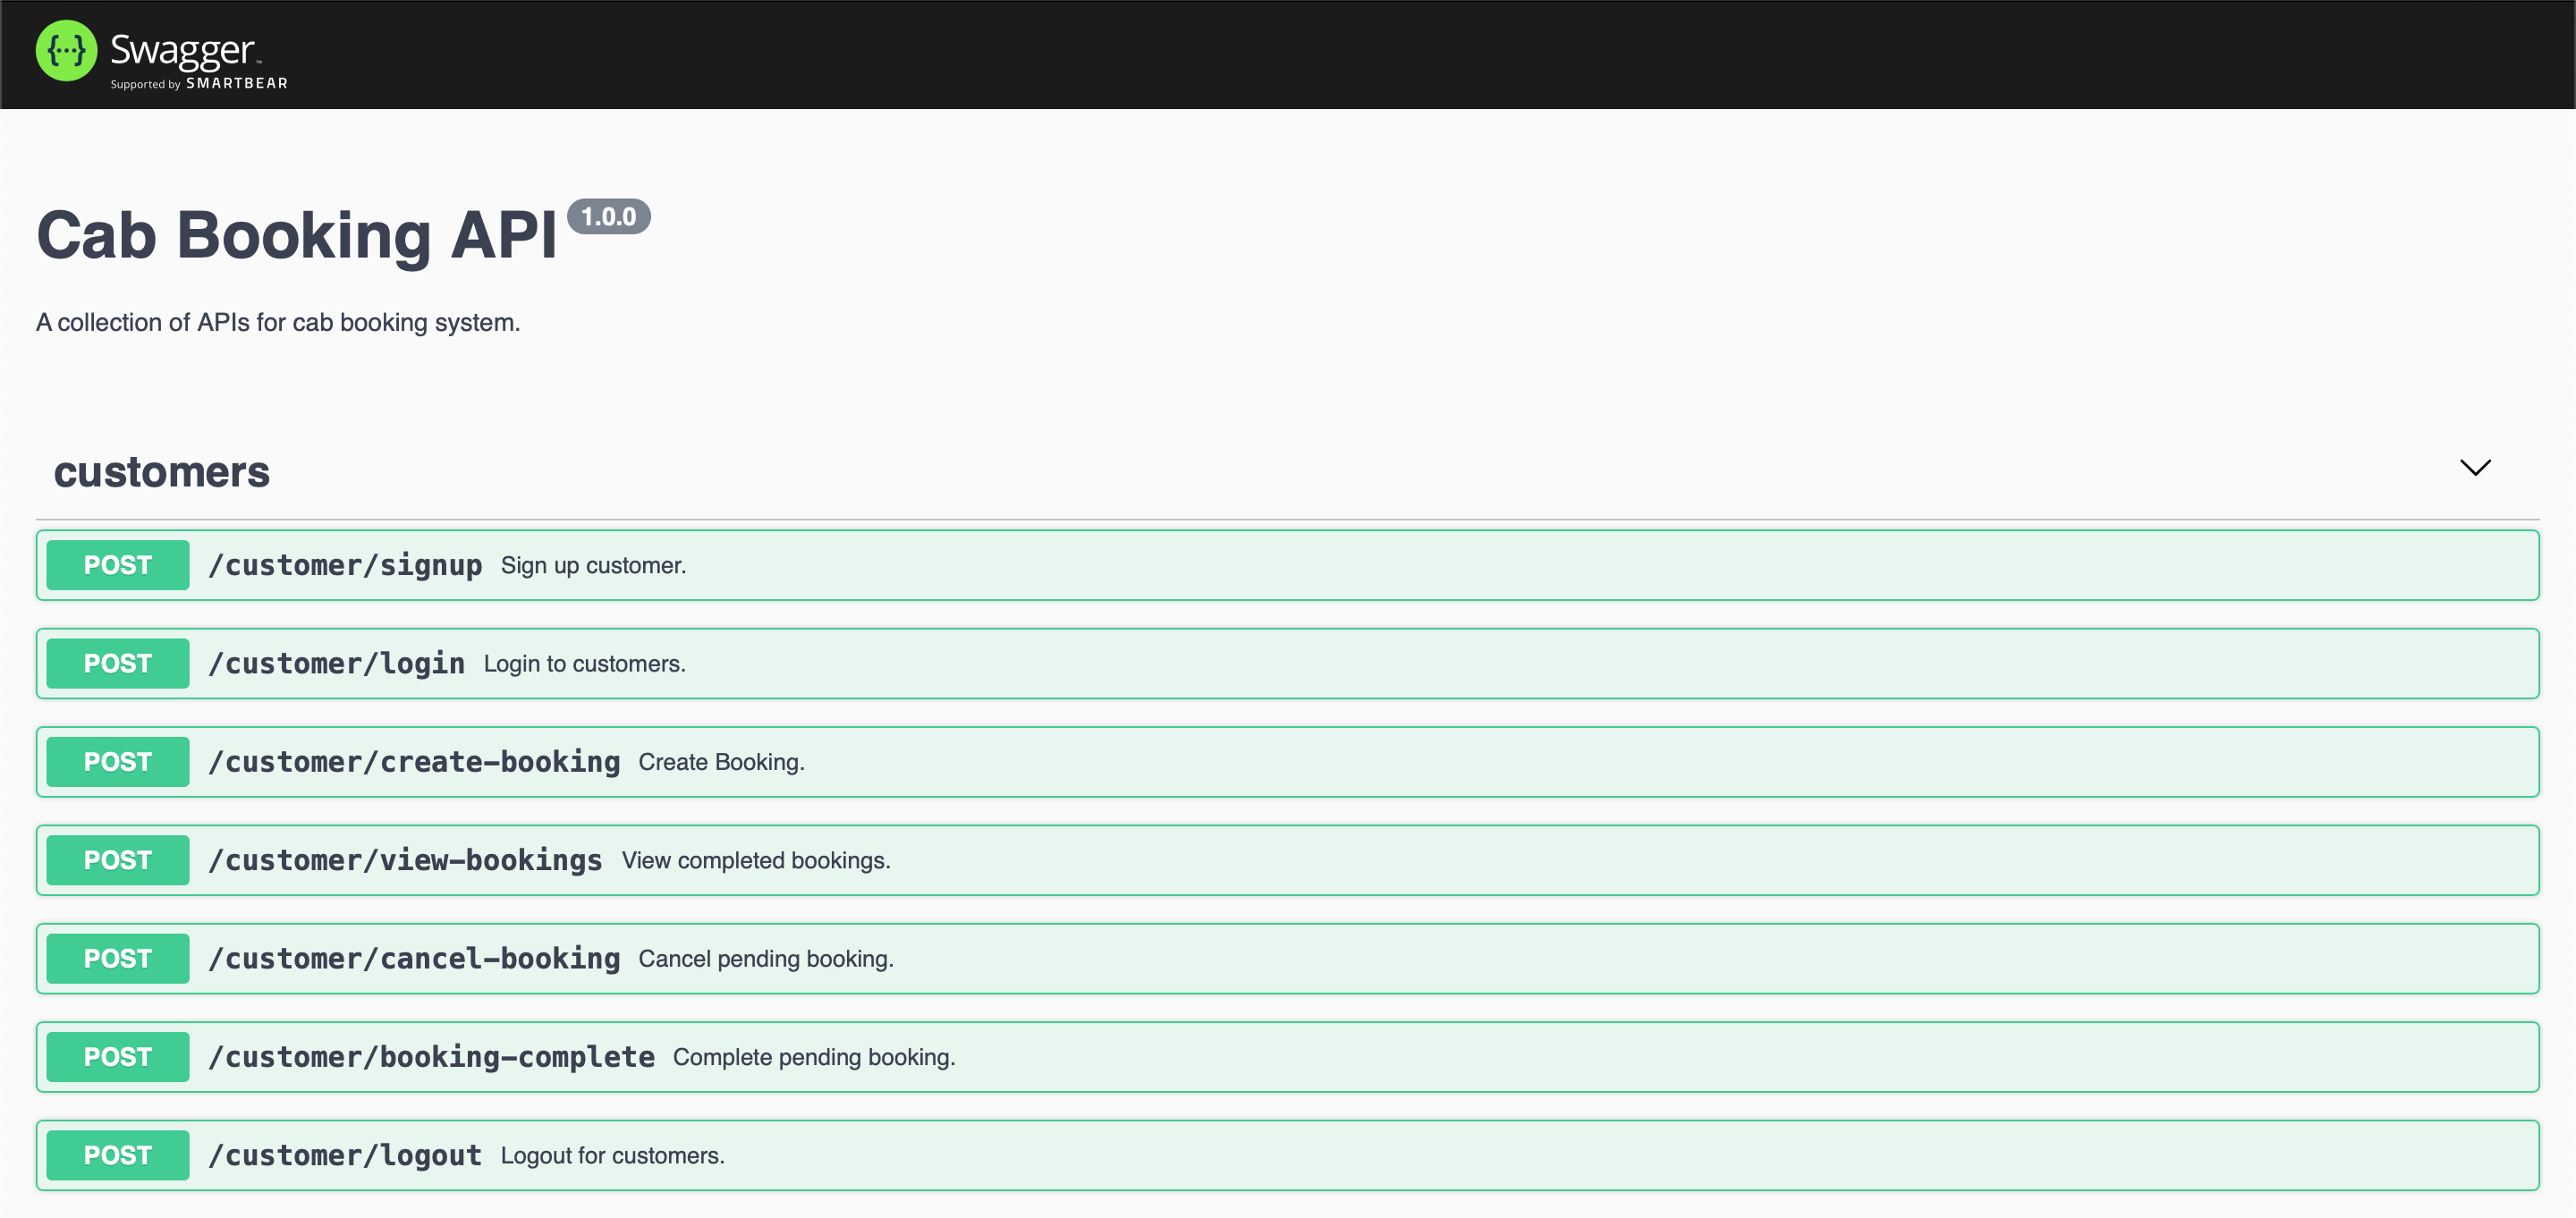 {···} Swagger™
Supported by SMARTBEAR
Cab Booking API 1.0.0
A collection of APIs for cab booking system.
customers
POST /customer/signup Sign up customer.
POST /customer/login Login to customers.
POST /customer/create-booking Create Booking.
POST /customer/view-bookings View completed bookings.
POST /customer/cancel-booking Cancel pending booking.
POST /customer/booking-complete Complete pending booking.
POST /customer/logout Logout for customers.